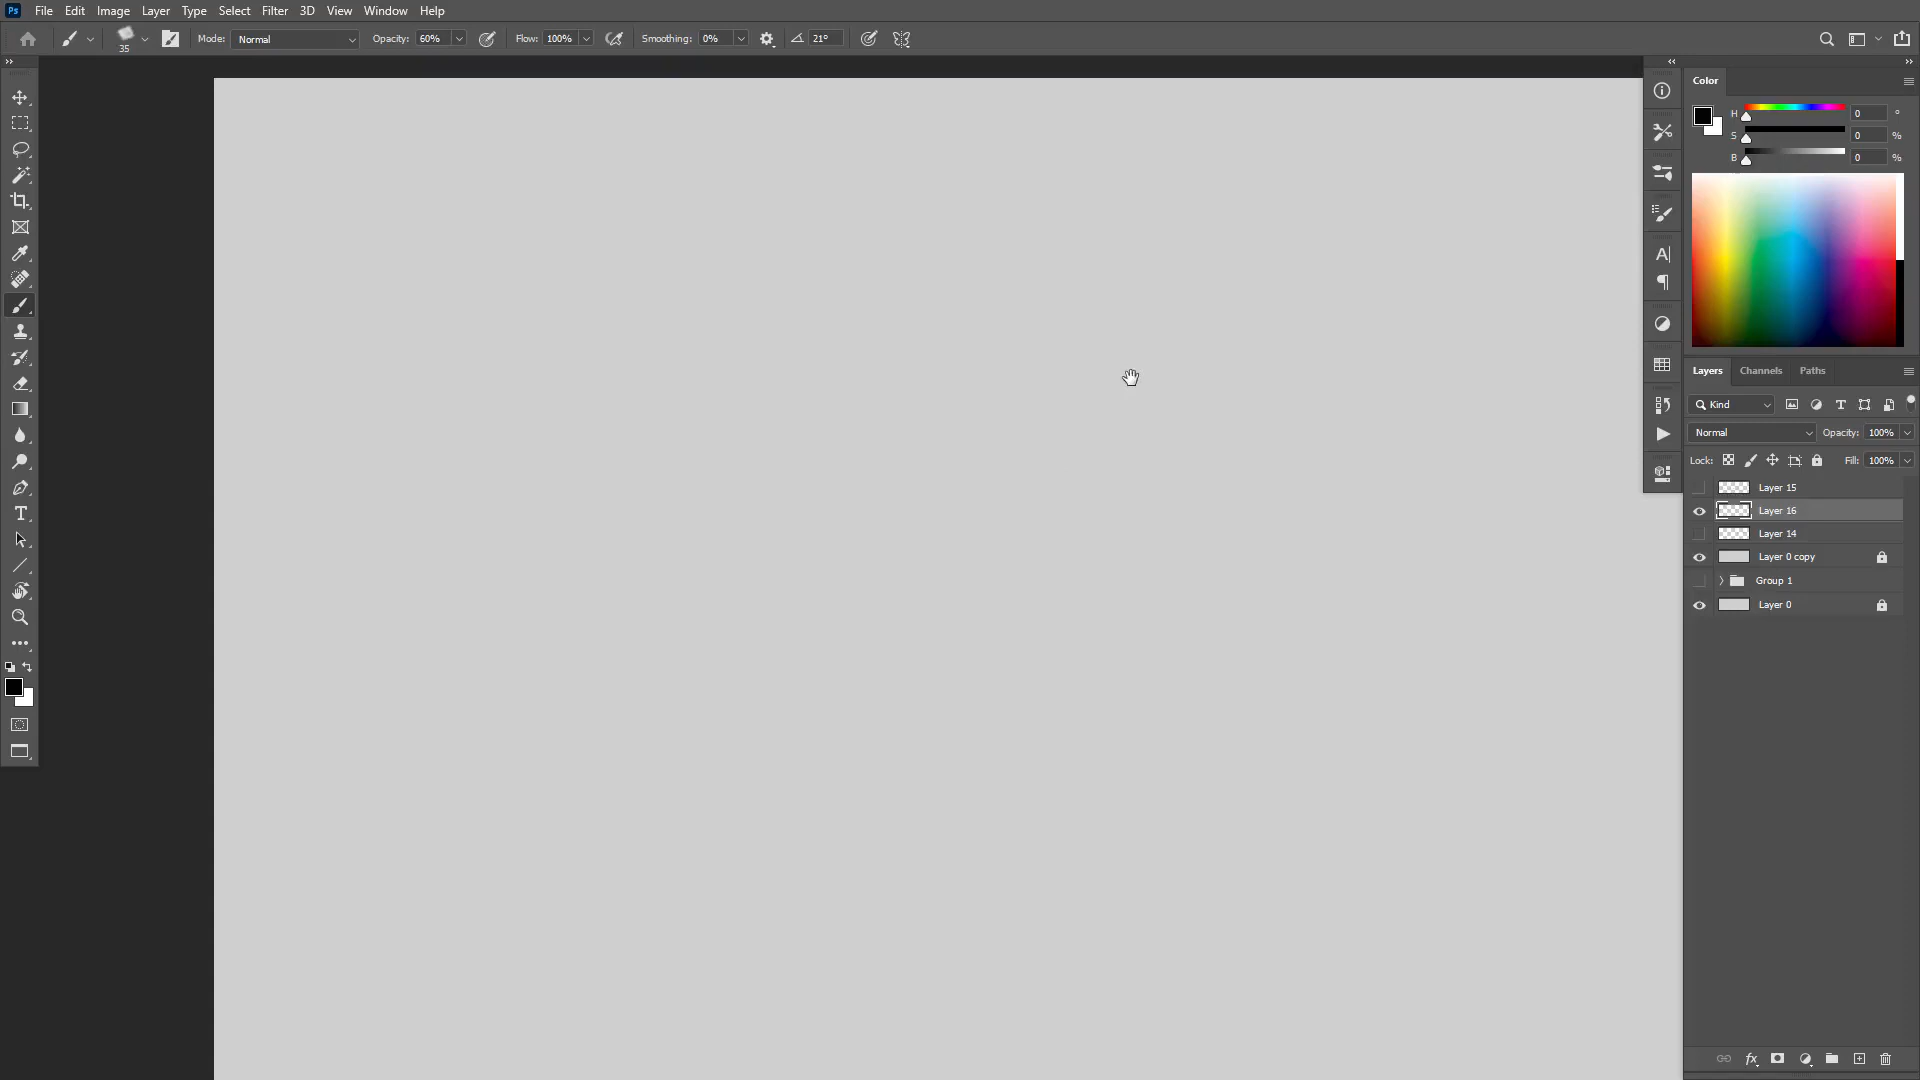 Ps File Edit Image Layer Type Select Filter 3D View Window Help
35 Mode: Normal Opacity: 60% Flow: 100% Smoothing: 0% 21°
Color
H 0 °
S 0 %
B 0 %
Layers Channels Paths
Kind
Normal Opacity: 100%
Lock: Fill: 100%
Layer 15
Layer 16
Layer 14
Layer 0 copy
Group 1
Layer 0
fx